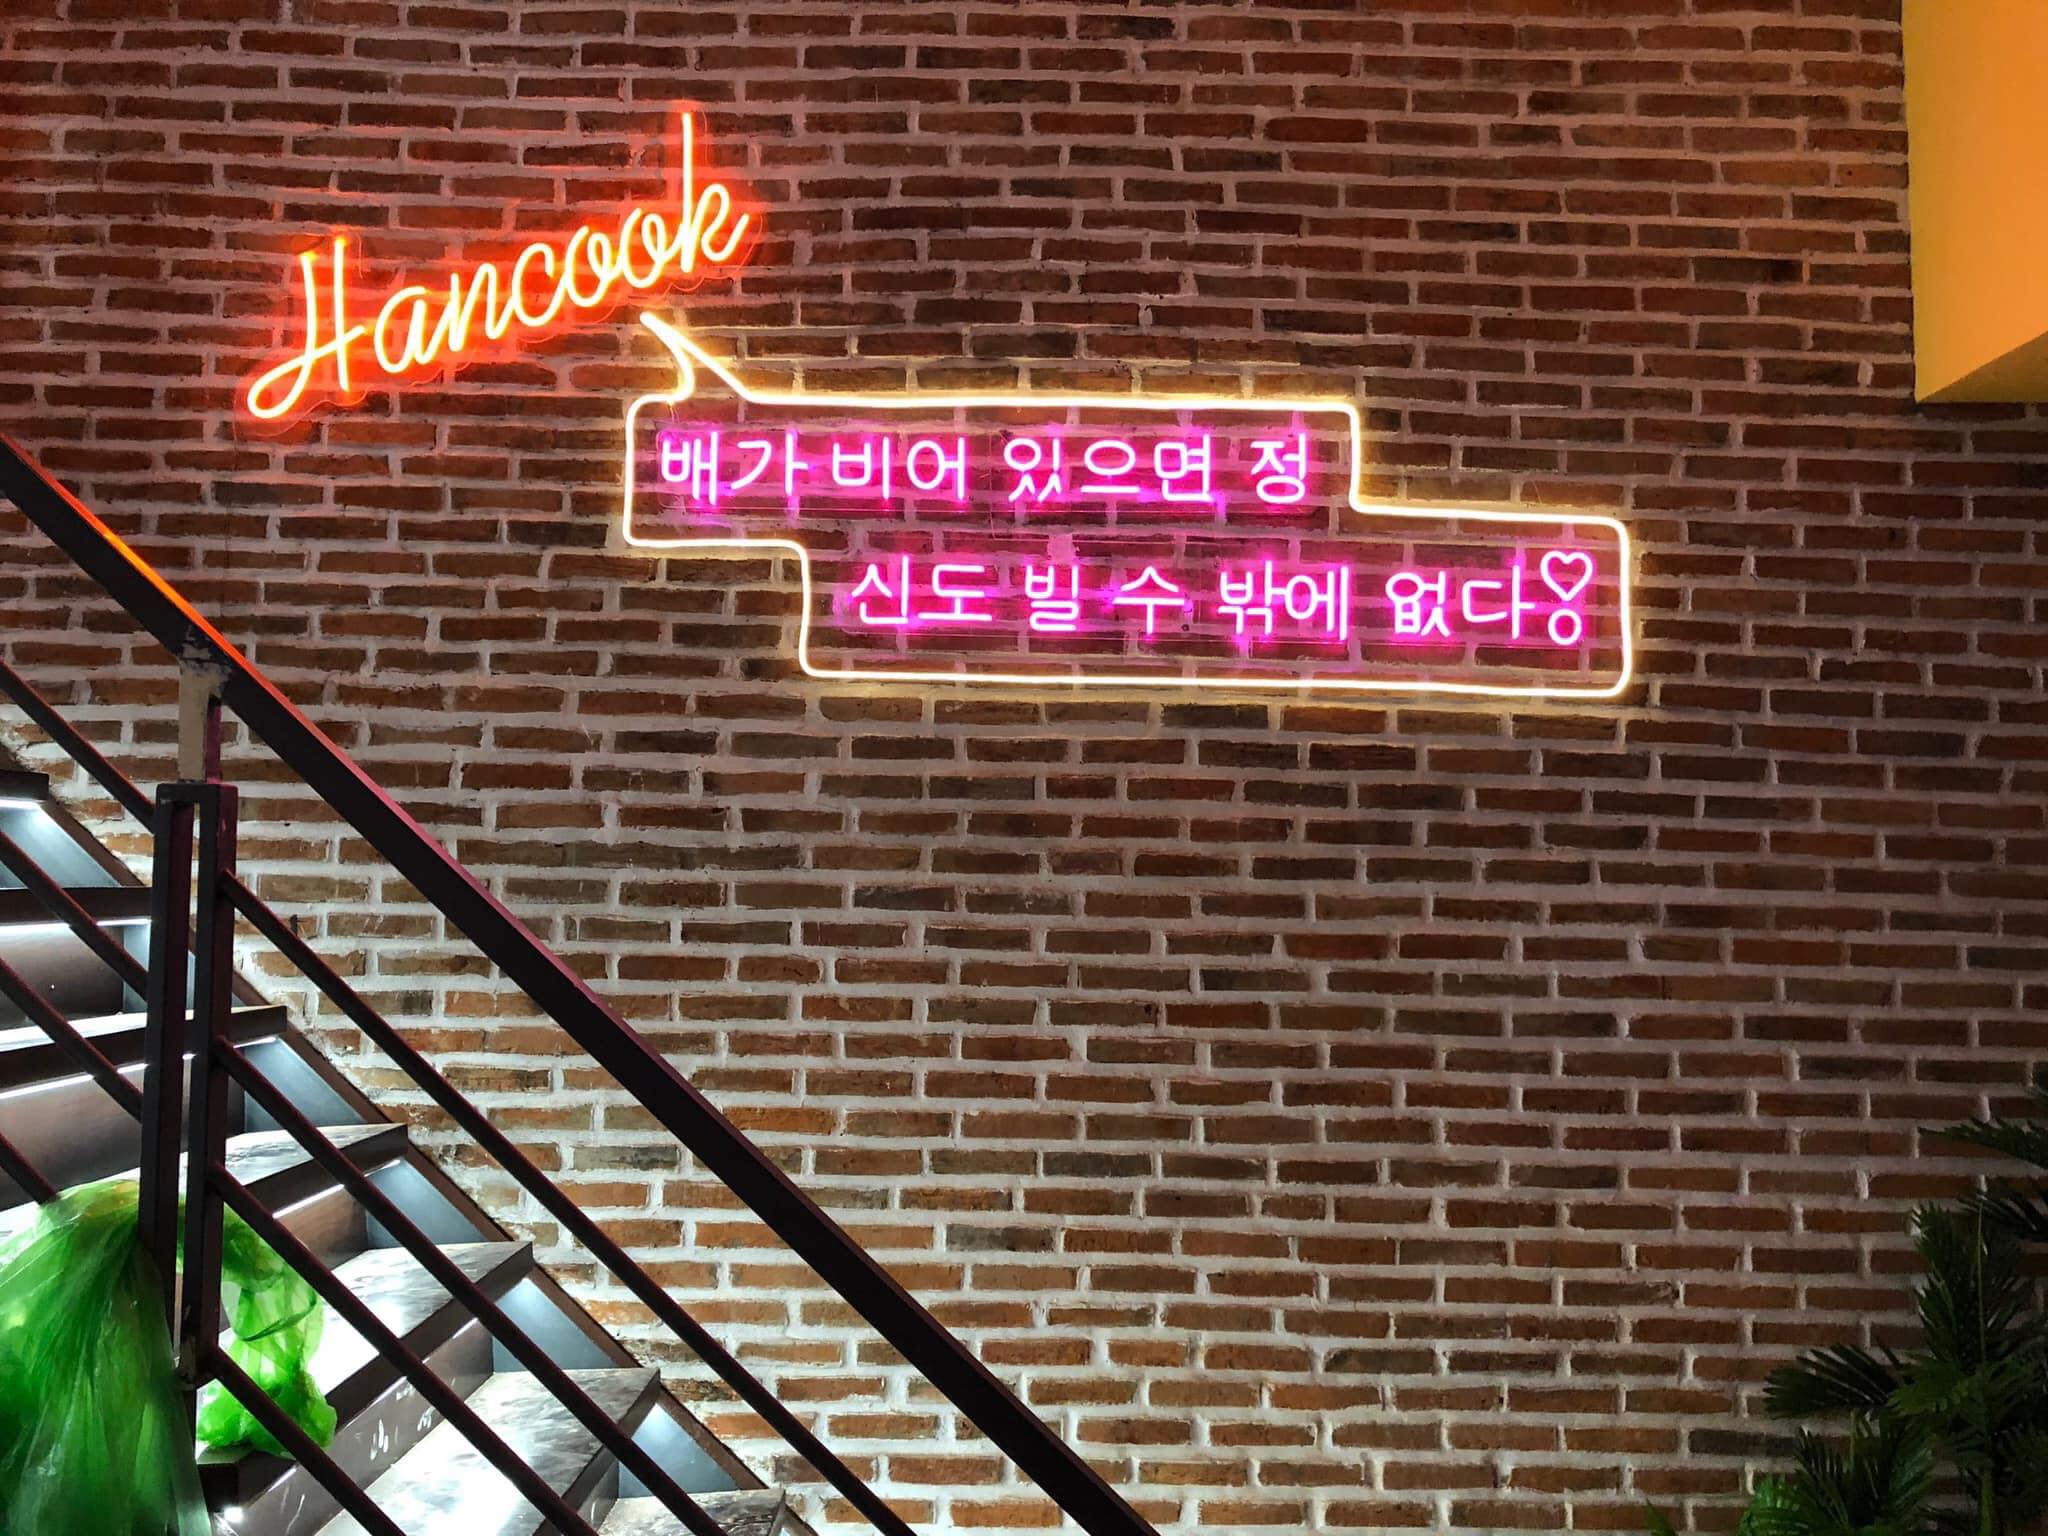 Hancook
배가 비어 있으면 정
신도 빌 수 밖에 없다